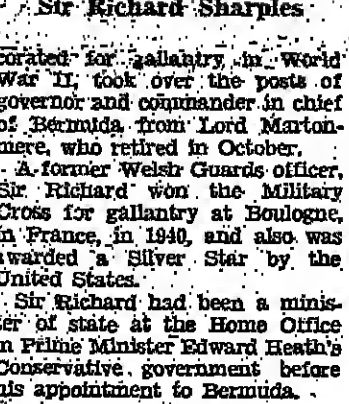 Sir Richard Sharples
corated for gallantry in World
War II, took over the posts of
governor and commander in chief
of Bermuda from Lord Marton-
mere, who retired in October.
A former Welsh Guards officer,
Sir Richard won the Military
Cross for gallantry at Boulogne,
in France, in 1940, and also was
awarded a Silver Star by the
United States.
Sir Richard had been a minis-
ter of state at the Home Office
in Prime Minister Edward Heath's
Conservative government before
his appointment to Bermuda.